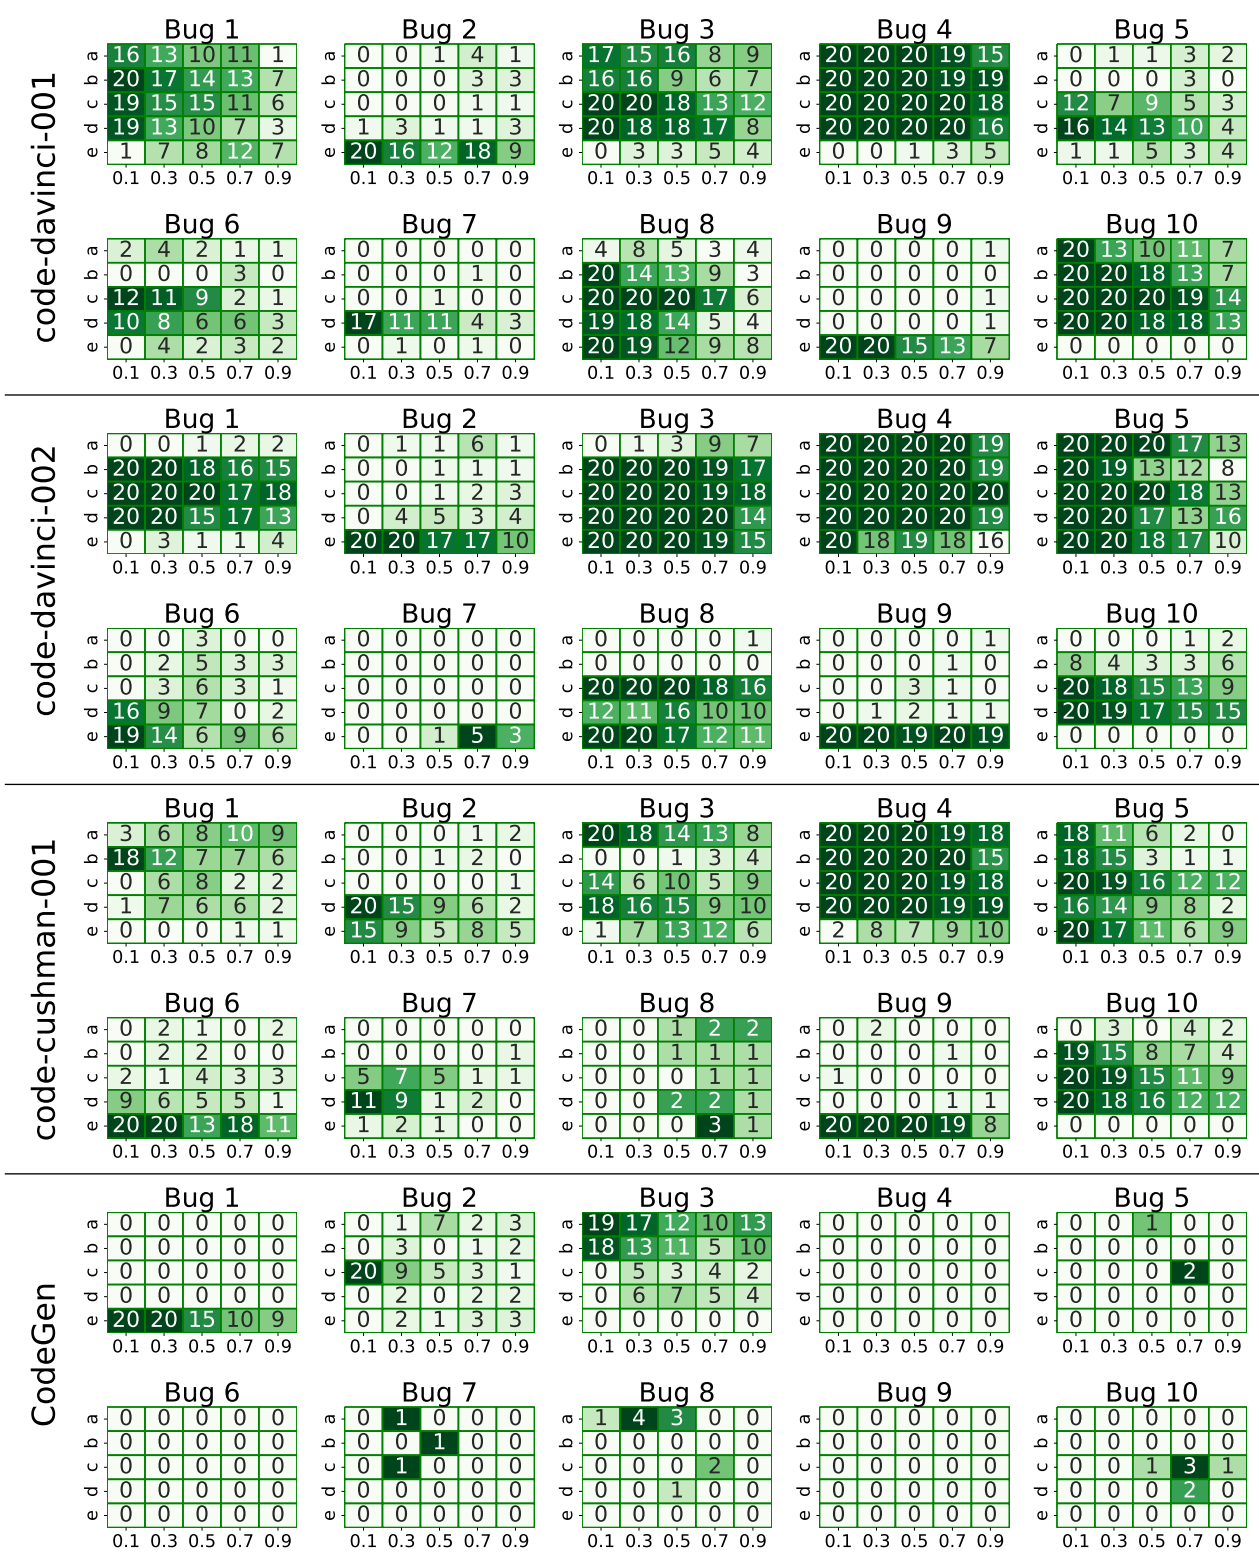 code-davinci-001
Bug 1 Bug 2 Bug 3 Bug 4 Bug 5
a 16 13 10 11 1 a 0 0 1 4 1 a 17 15 16 8 9 a 20 20 20 19 15 a 0 1 1 3 2
b 20 17 14 13 7 b 0 0 0 3 3 b 16 16 9 6 7 b 20 20 20 19 19 b 0 0 0 3 0
c 19 15 15 11 6 c 0 0 0 1 1 c 20 20 18 13 12 c 20 20 20 20 18 c 12 7 9 5 3
d 19 13 10 7 3 d 1 3 1 1 3 d 20 18 18 17 8 d 20 20 20 20 16 d 16 14 13 10 4
e 1 7 8 12 7 e 20 16 12 18 9 e 0 3 3 5 4 e 0 0 1 3 5 e 1 1 5 3 4
0.1 0.3 0.5 0.7 0.9 0.1 0.3 0.5 0.7 0.9 0.1 0.3 0.5 0.7 0.9 0.1 0.3 0.5 0.7 0.9 0.1 0.3 0.5 0.7 0.9
Bug 6 Bug 7 Bug 8 Bug 9 Bug 10
a 2 4 2 1 1 a 0 0 0 0 0 a 4 8 5 3 4 a 0 0 0 0 1 a 20 13 10 11 7
b 0 0 0 3 0 b 0 0 0 1 0 b 20 14 13 9 3 b 0 0 0 0 0 b 20 20 18 13 7
c 12 11 9 2 1 c 0 0 1 0 0 c 20 20 20 17 6 c 0 0 0 0 1 c 20 20 20 19 14
d 10 8 6 6 3 d 17 11 11 4 3 d 19 18 14 5 4 d 0 0 0 0 1 d 20 20 18 18 13
e 0 4 2 3 2 e 0 1 0 1 0 e 20 19 12 9 8 e 20 20 15 13 7 e 0 0 0 0 0
0.1 0.3 0.5 0.7 0.9 0.1 0.3 0.5 0.7 0.9 0.1 0.3 0.5 0.7 0.9 0.1 0.3 0.5 0.7 0.9 0.1 0.3 0.5 0.7 0.9
code-davinci-002
Bug 1 Bug 2 Bug 3 Bug 4 Bug 5
a 0 0 1 2 2 a 0 1 1 6 1 a 0 1 3 9 7 a 20 20 20 20 19 a 20 20 20 17 13
b 20 20 18 16 15 b 0 0 1 1 1 b 20 20 20 19 17 b 20 20 20 20 19 b 20 19 13 12 8
c 20 20 20 17 18 c 0 0 1 2 3 c 20 20 20 19 18 c 20 20 20 20 20 c 20 20 20 18 13
d 20 20 15 17 13 d 0 4 5 3 4 d 20 20 20 20 14 d 20 20 20 20 19 d 20 20 17 13 16
e 0 3 1 1 4 e 20 20 17 17 10 e 20 20 20 19 15 e 20 18 19 18 16 e 20 20 18 17 10
0.1 0.3 0.5 0.7 0.9 0.1 0.3 0.5 0.7 0.9 0.1 0.3 0.5 0.7 0.9 0.1 0.3 0.5 0.7 0.9 0.1 0.3 0.5 0.7 0.9
Bug 6 Bug 7 Bug 8 Bug 9 Bug 10
a 0 0 3 0 0 a 0 0 0 0 0 a 0 0 0 0 1 a 0 0 0 0 1 a 0 0 0 1 2
b 0 2 5 3 3 b 0 0 0 0 0 b 0 0 0 0 0 b 0 0 0 1 0 b 8 4 3 3 6
c 0 3 6 3 1 c 0 0 0 0 0 c 20 20 20 18 16 c 0 0 3 1 0 c 20 18 15 13 9
d 16 9 7 0 2 d 0 0 0 0 0 d 12 11 16 10 10 d 0 1 2 1 1 d 20 19 17 15 15
e 19 14 6 9 6 e 0 0 1 5 3 e 20 20 17 12 11 e 20 20 19 20 19 e 0 0 0 0 0
0.1 0.3 0.5 0.7 0.9 0.1 0.3 0.5 0.7 0.9 0.1 0.3 0.5 0.7 0.9 0.1 0.3 0.5 0.7 0.9 0.1 0.3 0.5 0.7 0.9
code-cushman-001
Bug 1 Bug 2 Bug 3 Bug 4 Bug 5
a 3 6 8 10 9 a 0 0 0 1 2 a 20 18 14 13 8 a 20 20 20 19 18 a 18 11 6 2 0
b 18 12 7 7 6 b 0 0 1 2 0 b 0 0 1 3 4 b 20 20 20 20 15 b 18 15 3 1 1
c 0 6 8 2 2 c 0 0 0 0 1 c 14 6 10 5 9 c 20 20 20 19 18 c 20 19 16 12 12
d 1 7 6 6 2 d 20 15 9 6 2 d 18 16 15 9 10 d 20 20 20 19 19 d 16 14 9 8 2
e 0 0 0 1 1 e 15 9 5 8 5 e 1 7 13 12 6 e 2 8 7 9 10 e 20 17 11 6 9
0.1 0.3 0.5 0.7 0.9 0.1 0.3 0.5 0.7 0.9 0.1 0.3 0.5 0.7 0.9 0.1 0.3 0.5 0.7 0.9 0.1 0.3 0.5 0.7 0.9
Bug 6 Bug 7 Bug 8 Bug 9 Bug 10
a 0 2 1 0 2 a 0 0 0 0 0 a 0 0 1 2 2 a 0 2 0 0 0 a 0 3 0 4 2
b 0 2 2 0 0 b 0 0 0 0 1 b 0 0 1 1 1 b 0 0 0 1 0 b 19 15 8 7 4
c 2 1 4 3 3 c 5 7 5 1 1 c 0 0 0 1 1 c 1 0 0 0 0 c 20 19 15 11 9
d 9 6 5 5 1 d 11 9 1 2 0 d 0 0 2 2 1 d 0 0 0 1 1 d 20 18 16 12 12
e 20 20 13 18 11 e 1 2 1 0 0 e 0 0 0 3 1 e 20 20 20 19 8 e 0 0 0 0 0
0.1 0.3 0.5 0.7 0.9 0.1 0.3 0.5 0.7 0.9 0.1 0.3 0.5 0.7 0.9 0.1 0.3 0.5 0.7 0.9 0.1 0.3 0.5 0.7 0.9
CodeGen
Bug 1 Bug 2 Bug 3 Bug 4 Bug 5
a 0 0 0 0 0 a 0 1 7 2 3 a 19 17 12 10 13 a 0 0 0 0 0 a 0 0 1 0 0
b 0 0 0 0 0 b 0 3 0 1 2 b 18 13 11 5 10 b 0 0 0 0 0 b 0 0 0 0 0
c 0 0 0 0 0 c 20 9 5 3 1 c 0 5 3 4 2 c 0 0 0 0 0 c 0 0 0 2 0
d 0 0 0 0 0 d 0 2 0 2 2 d 0 6 7 5 4 d 0 0 0 0 0 d 0 0 0 0 0
e 20 20 15 10 9 e 0 2 1 3 3 e 0 0 0 0 0 e 0 0 0 0 0 e 0 0 0 0 0
0.1 0.3 0.5 0.7 0.9 0.1 0.3 0.5 0.7 0.9 0.1 0.3 0.5 0.7 0.9 0.1 0.3 0.5 0.7 0.9 0.1 0.3 0.5 0.7 0.9
Bug 6 Bug 7 Bug 8 Bug 9 Bug 10
a 0 0 0 0 0 a 0 1 0 0 0 a 1 4 3 0 0 a 0 0 0 0 0 a 0 0 0 0 0
b 0 0 0 0 0 b 0 0 1 0 0 b 0 0 0 0 0 b 0 0 0 0 0 b 0 0 0 0 0
c 0 0 0 0 0 c 0 1 0 0 0 c 0 0 0 2 0 c 0 0 0 0 0 c 0 0 1 3 1
d 0 0 0 0 0 d 0 0 0 0 0 d 0 0 1 0 0 d 0 0 0 0 0 d 0 0 0 2 0
e 0 0 0 0 0 e 0 0 0 0 0 e 0 0 0 0 0 e 0 0 0 0 0 e 0 0 0 0 0
0.1 0.3 0.5 0.7 0.9 0.1 0.3 0.5 0.7 0.9 0.1 0.3 0.5 0.7 0.9 0.1 0.3 0.5 0.7 0.9 0.1 0.3 0.5 0.7 0.9